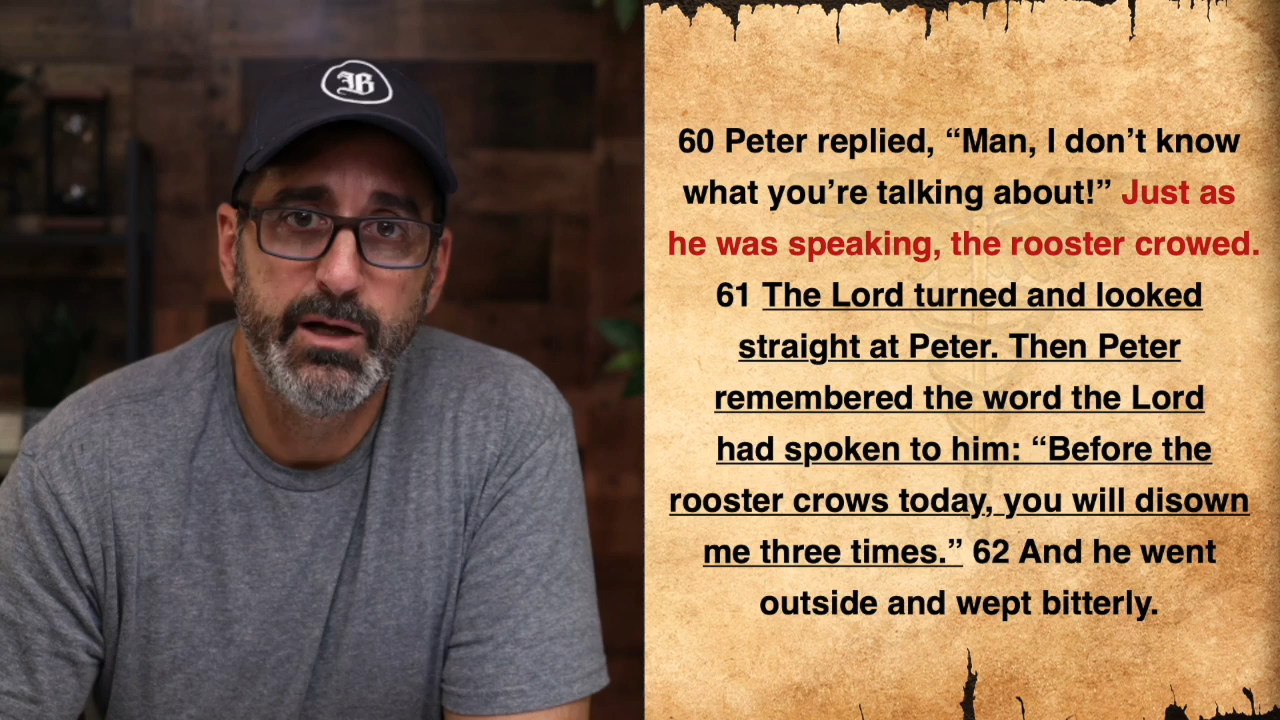 B
60 Peter replied, “Man, I don’t know
what you’re talking about!” Just as
he was speaking, the rooster crowed.
61 The Lord turned and looked
straight at Peter. Then Peter
remembered the word the Lord
had spoken to him: “Before the
rooster crows today, you will disown
me three times.” 62 And he went
outside and wept bitterly.